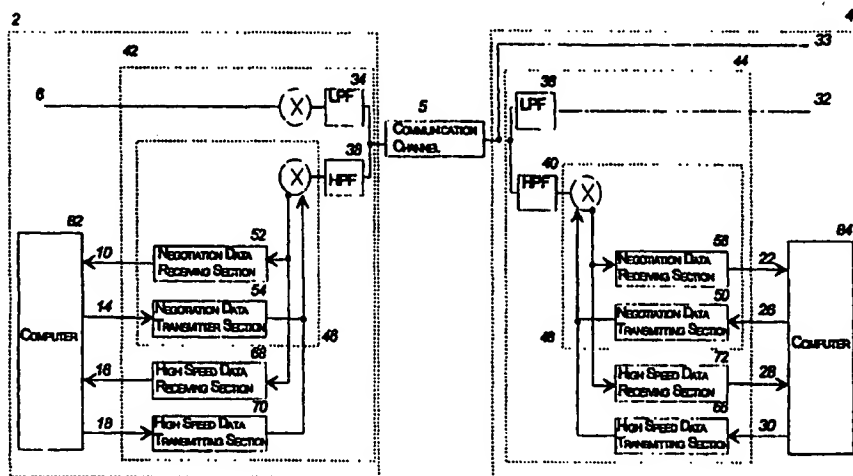 2
4
42
44
33
6
34
LPF
5
36
LPF
32
COMMUNICATION
CHANNEL
38
HPF
40
HPF
82
52
58
84
10
NEGOTIATION DATA
RECEIVING SECTION
NEGOTIATION DATA
RECEIVING SECTION
22
54
50
14
NEGOTIATION DATA
TRANSMITTER SECTION
NEGOTIATION DATA
TRANSMITTING SECTION
26
COMPUTER
46
48
COMPUTER
68
72
16
HIGH SPEED DATA
RECEIVING SECTION
HIGH SPEED DATA
RECEIVING SECTION
28
70
66
18
HIGH SPEED DATA
TRANSMITTING SECTION
HIGH SPEED DATA
TRANSMITTING SECTION
30